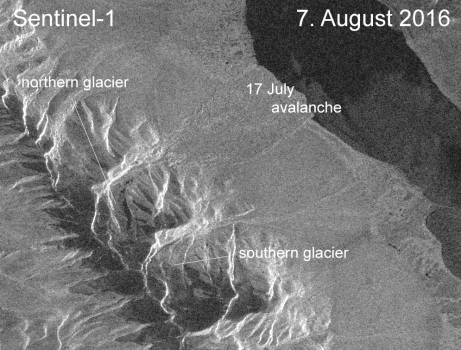 Sentinel-1
7. August 2016
northern glacier
17 July
avalanche
southern glacier